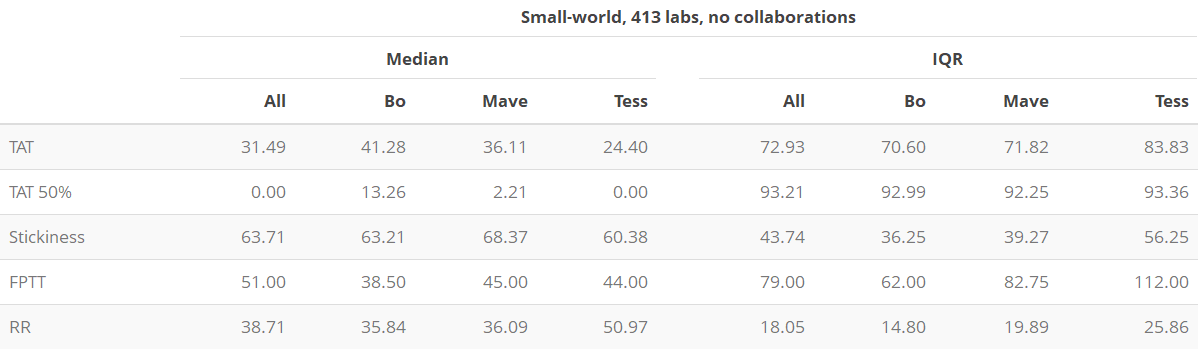 Small-world, 413 labs, no collaborations
Median IQR
All Bo Mave Tess All Bo Mave Tess
TAT 31.49 41.28 36.11 24.40 72.93 70.60 71.82 83.83
TAT 50% 0.00 13.26 2.21 0.00 93.21 92.99 92.25 93.36
Stickiness 63.71 63.21 68.37 60.38 43.74 36.25 39.27 56.25
FPTT 51.00 38.50 45.00 44.00 79.00 62.00 82.75 112.00
RR 38.71 35.84 36.09 50.97 18.05 14.80 19.89 25.86